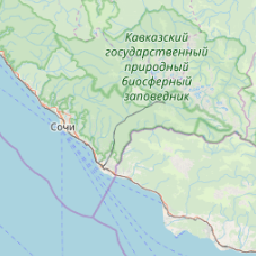 Кавказский
государственный
природный
биосферный
заповедник
Сочи